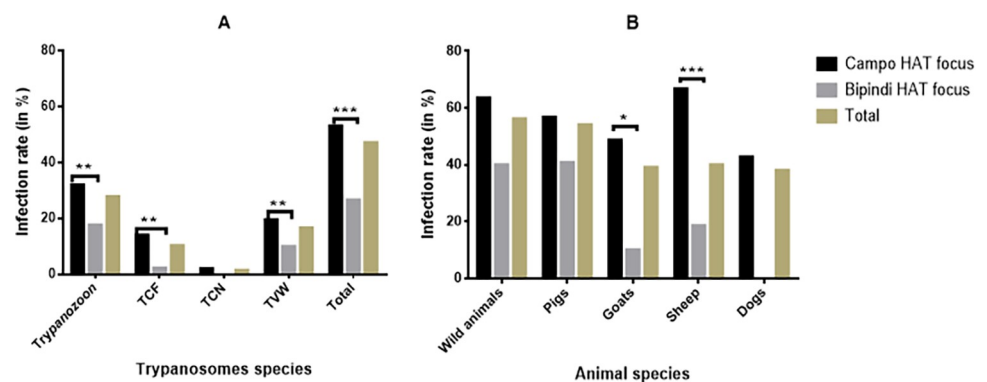 A
80
60
40
20
0
Infection rate (in %)
**
**
**
***
Trypanozoon
TCF
TCN
TVW
Total
Trypanosomes species
B
80
60
40
20
0
Infection rate (in %)
*
***
Wild animals
Pigs
Goats
Sheep
Dogs
Animal species
Campo HAT focus
Bipindi HAT focus
Total